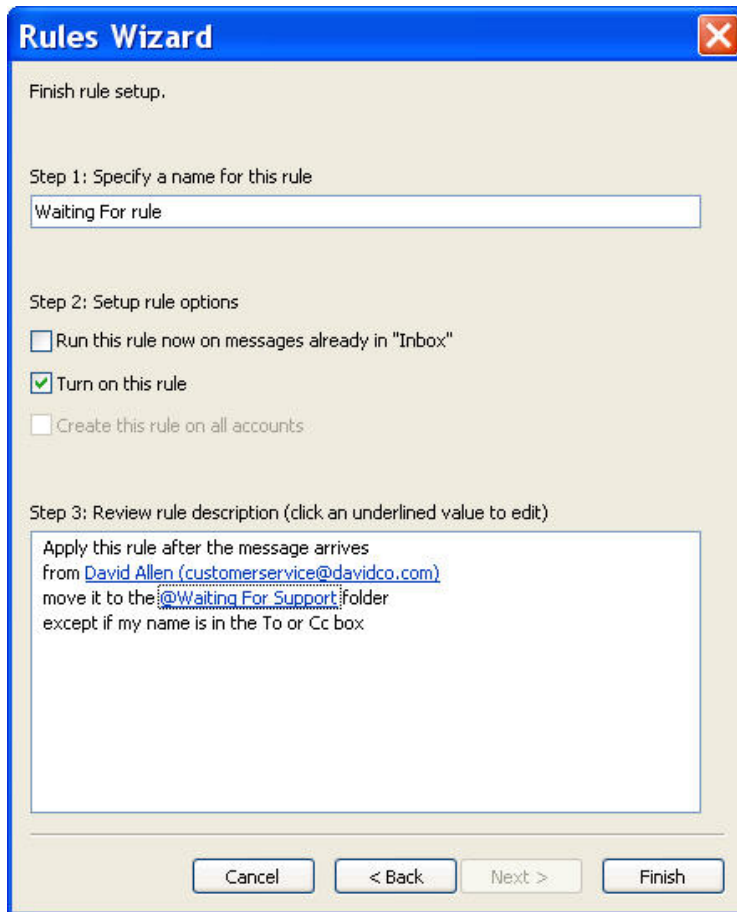 Rules Wizard
Finish rule setup.
Step 1: Specify a name for this rule
Waiting For rule
Step 2: Setup rule options
Run this rule now on messages already in "Inbox"
Turn on this rule
Create this rule on all accounts
Step 3: Review rule description (click an underlined value to edit)
Apply this rule after the message arrives
from David Allen (customerservice@davidco.com)
move it to the @Waiting For Support folder
except if my name is in the To or Cc box
Cancel < Back Next > Finish